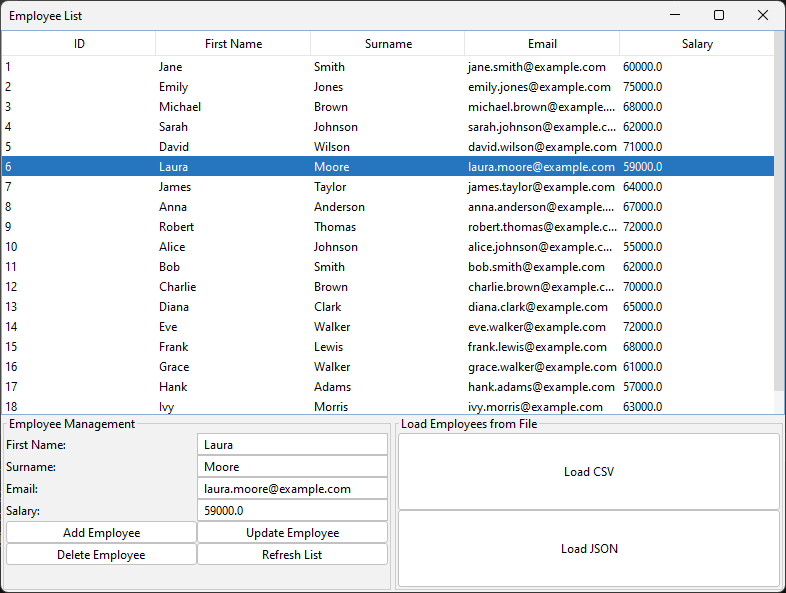 Employee List
ID First Name Surname Email Salary
1 Jane Smith jane.smith@example.com 60000.0
2 Emily Jones emily.jones@example.com 75000.0
3 Michael Brown michael.brown@example.... 68000.0
4 Sarah Johnson sarah.johnson@example.c... 62000.0
5 David Wilson david.wilson@example.com 71000.0
6 Laura Moore laura.moore@example.com 59000.0
7 James Taylor james.taylor@example.com 64000.0
8 Anna Anderson anna.anderson@example.... 67000.0
9 Robert Thomas robert.thomas@example.c... 72000.0
10 Alice Johnson alice.johnson@example.c... 55000.0
11 Bob Smith bob.smith@example.com 62000.0
12 Charlie Brown charlie.brown@example.c... 70000.0
13 Diana Clark diana.clark@example.com 65000.0
14 Eve Walker eve.walker@example.com 72000.0
15 Frank Lewis frank.lewis@example.com 68000.0
16 Grace Walker grace.walker@example.com 61000.0
17 Hank Adams hank.adams@example.com 57000.0
18 Ivy Morris ivy.morris@example.com 63000.0
Employee Management
First Name: Laura
Surname: Moore
Email: laura.moore@example.com
Salary: 59000.0
Add Employee Update Employee
Delete Employee Refresh List
Load Employees from File
Load CSV
Load JSON